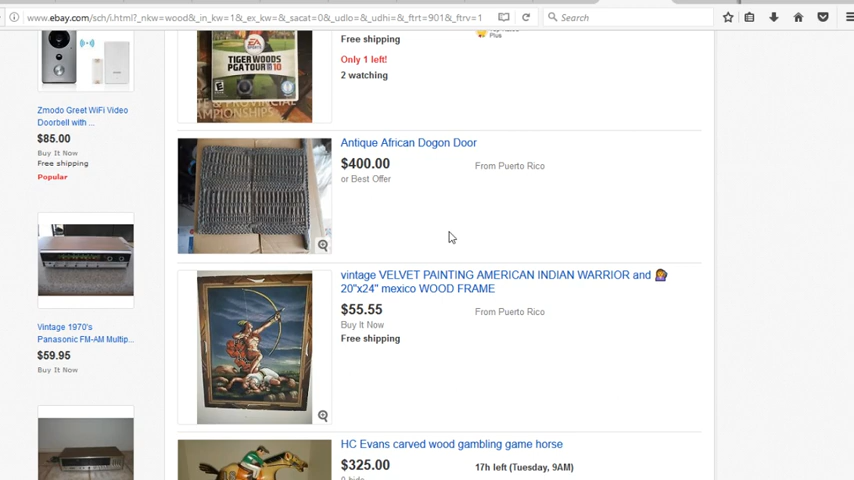 www.ebay.com/sch/i.html?_nkw=wood&_in_kw=1&_ex_kw=&_sacat=0&_udlo=&_udhi=&_ftrt=901&_ftrv=1
Search
Zmodo Greet WiFi Video
Doorbell with ...
$85.00
Buy It Now
Free shipping
Popular
Vintage 1970's
Panasonic FM-AM Multip...
$59.95
Buy It Now
EA SPORTS
TIGER WOODS
PGA TOUR 10
& PROVINCIAL
CHAMPIONSHIPS
Free shipping
Only 1 left!
2 watching
Plus
Antique African Dogon Door
$400.00
or Best Offer
From Puerto Rico
vintage VELVET PAINTING AMERICAN INDIAN WARRIOR and
20"x24" mexico WOOD FRAME
$55.55
Buy It Now
Free shipping
From Puerto Rico
HC Evans carved wood gambling game horse
$325.00
17h left (Tuesday, 9AM)